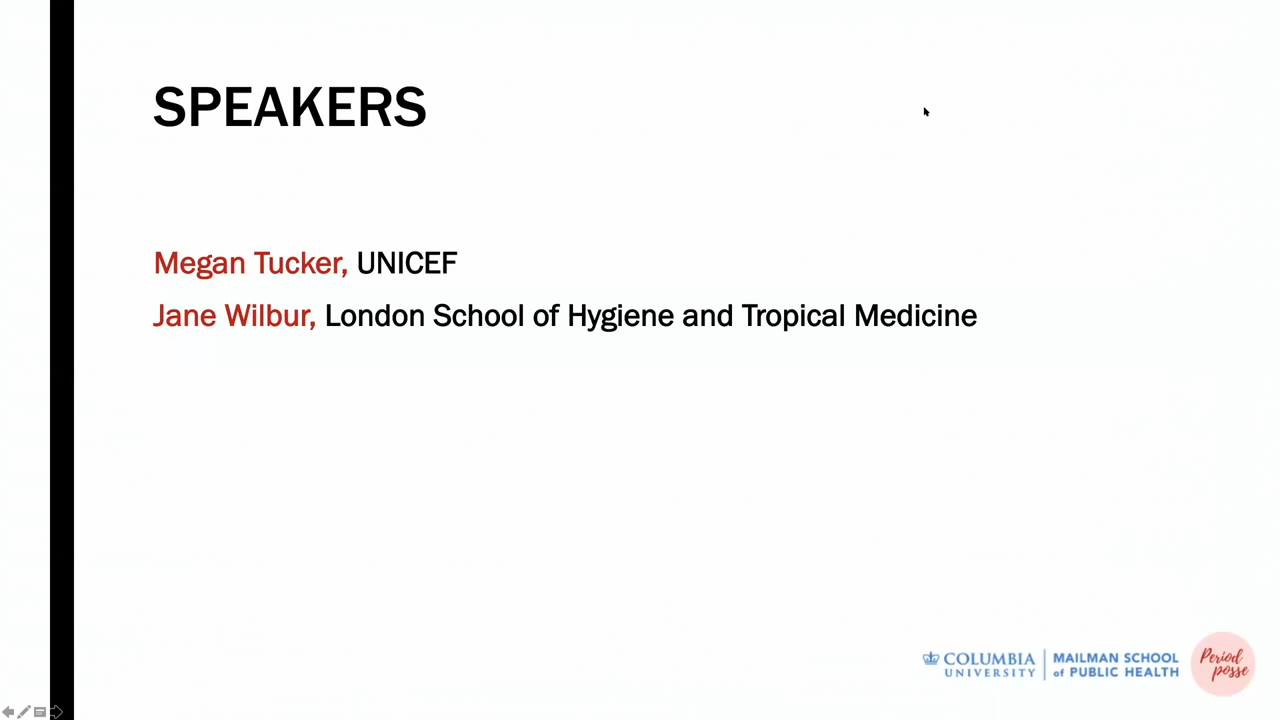 SPEAKERS
Megan Tucker, UNICEF
Jane Wilbur, London School of Hygiene and Tropical Medicine
COLUMBIA UNIVERSITY
MAILMAN SCHOOL of PUBLIC HEALTH
Period posse